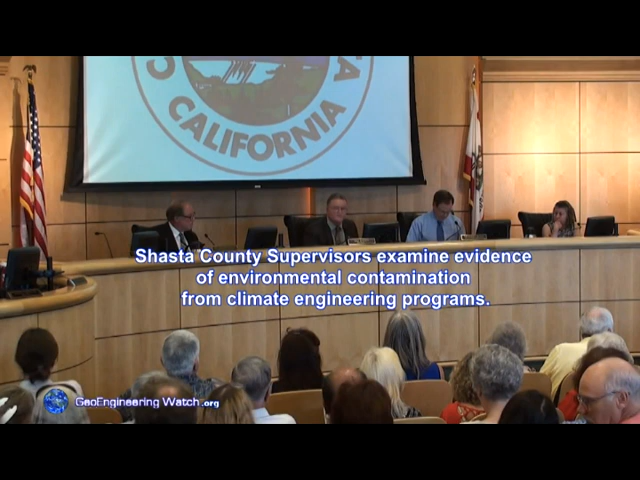 CALIFORNIA
Shasta County Supervisors examine evidence
of environmental contamination
from climate engineering programs.
GeoEngineering Watch.org